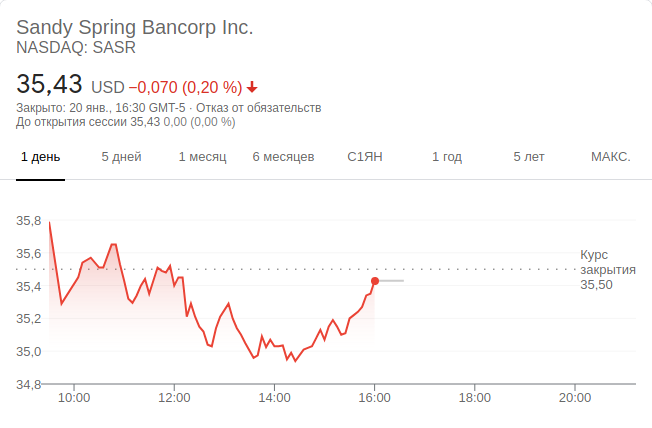 Sandy Spring Bancorp Inc.
NASDAQ: SASR
35,43 USD −0,070 (0,20 %)
Закрыто: 20 янв., 16:30 GMT-5 · Отказ от обязательств
До открытия сессии 35,43 0,00 (0,00 %)
1 день 5 дней 1 месяц 6 месяцев С1ЯН 1 год 5 лет МАКС.
35,8
35,6
35,4
35,2
35,0
34,8
Курс
закрытия
35,50
10:00 12:00 14:00 16:00 18:00 20:00